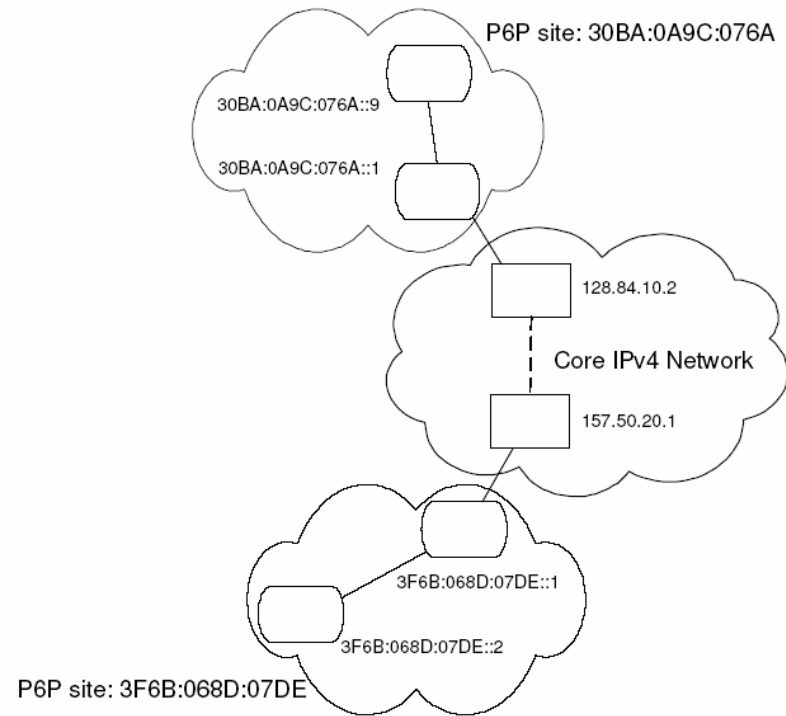 P6P site: 30BA:0A9C:076A
30BA:0A9C:076A::9
30BA:0A9C:076A::1
128.84.10.2
Core IPv4 Network
157.50.20.1
3F6B:068D:07DE::1
3F6B:068D:07DE::2
P6P site: 3F6B:068D:07DE